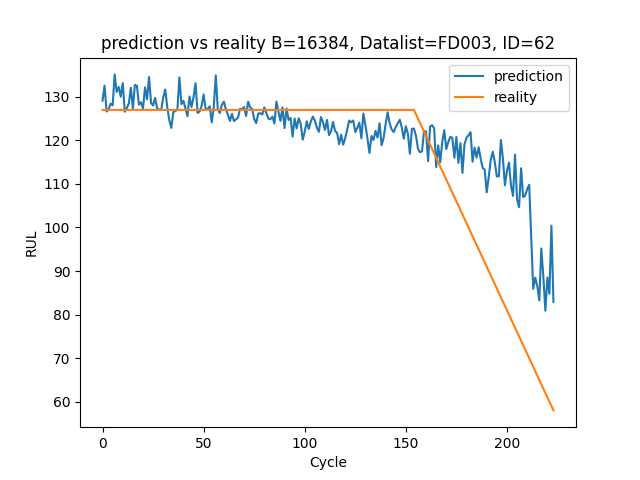 prediction vs reality B=16384, Datalist=FD003, ID=62
prediction
reality
RUL
130
120
110
100
90
80
70
60
0
50
100
150
200
Cycle